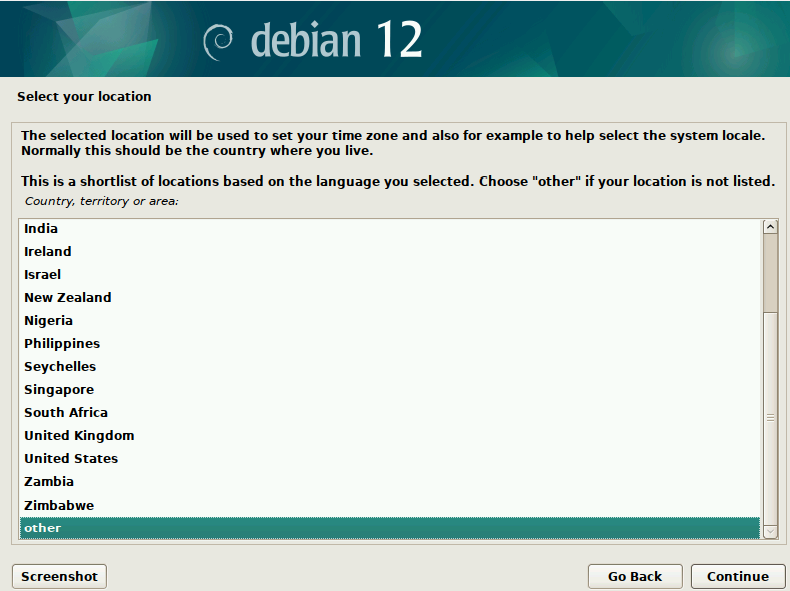 debian 12
Select your location
The selected location will be used to set your time zone and also for example to help select the system locale.
Normally this should be the country where you live.
This is a shortlist of locations based on the language you selected. Choose "other" if your location is not listed.
Country, territory or area:
India
Ireland
Israel
New Zealand
Nigeria
Philippines
Seychelles
Singapore
South Africa
United Kingdom
United States
Zambia
Zimbabwe
other
Screenshot Go Back Continue